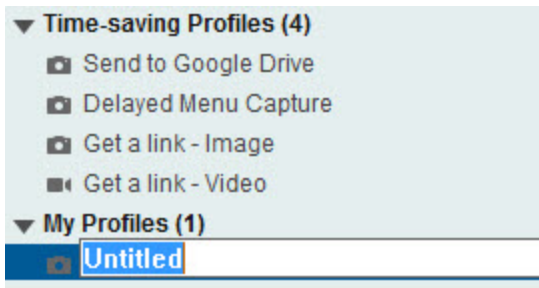 Time-saving Profiles (4)
Send to Google Drive
Delayed Menu Capture
Get a link - Image
Get a link - Video
My Profiles (1)
Untitled